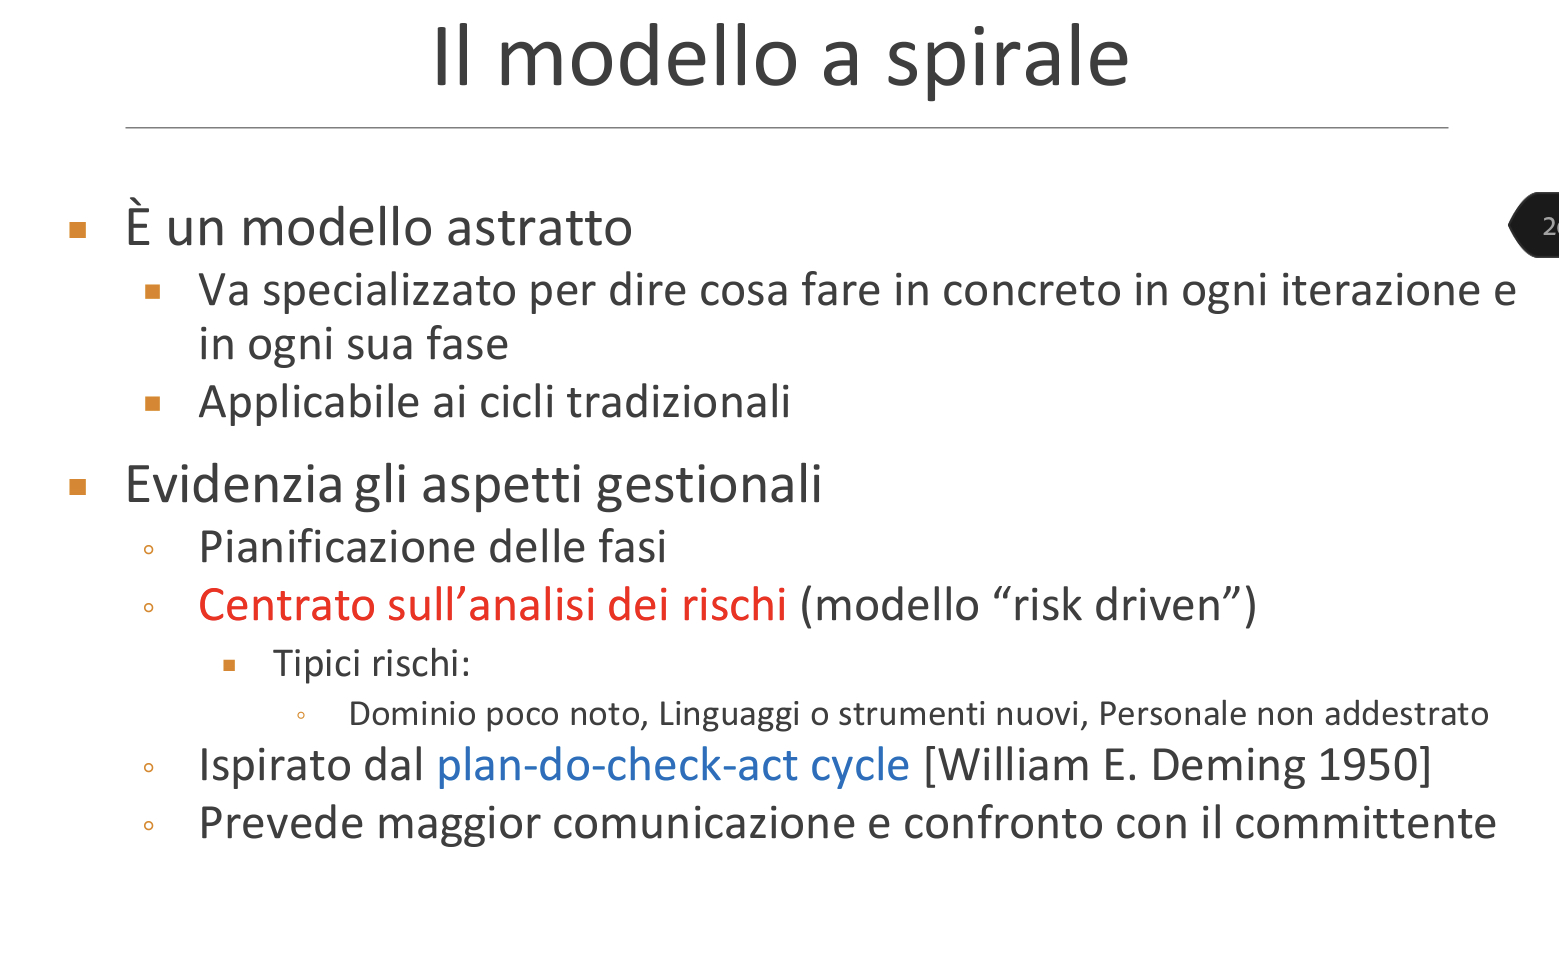 Il modello a spirale
È un modello astratto
Va specializzato per dire cosa fare in concreto in ogni iterazione e
in ogni sua fase
Applicabile ai cicli tradizionali
Evidenzia gli aspetti gestionali
Pianificazione delle fasi
Centrato sull’analisi dei rischi (modello “risk driven”)
Tipici rischi:
Dominio poco noto, Linguaggi o strumenti nuovi, Personale non addestrato
Ispirato dal plan-do-check-act cycle [William E. Deming 1950]
Prevede maggior comunicazione e confronto con il committente